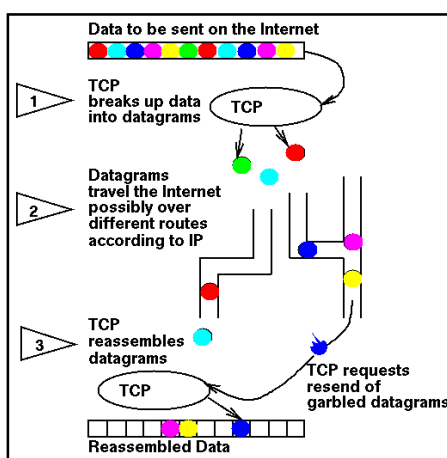 Data to be sent on the Internet
1
TCP
breaks up data
into datagrams
TCP
2
Datagrams
travel the Internet
possibly over
different routes
according to IP
3
TCP
reassembles
datagrams
TCP requests
resend of
garbled datagrams
TCP
Reassembled Data